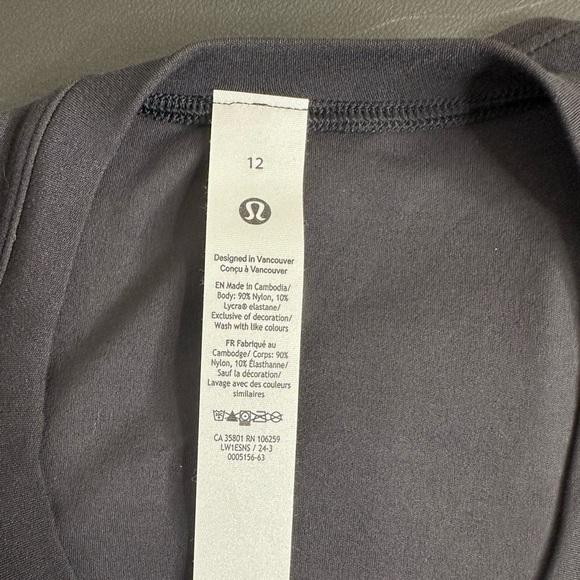 12
Designed in Vancouver
Conçu à Vancouver
EN Made in Cambodia/
Body: 90% Nylon, 10%
Lycra® elastane/
Exclusive of decoration/
Wash with like colours
FR Fabriqué au
Cambodge/ Corps: 90%
Nylon, 10% Élasthanne/
Sauf la décoration/
Lavage avec des couleurs
similaires
CA 35801 RN 106259
LW1ESNS / 24-3
0005156-63